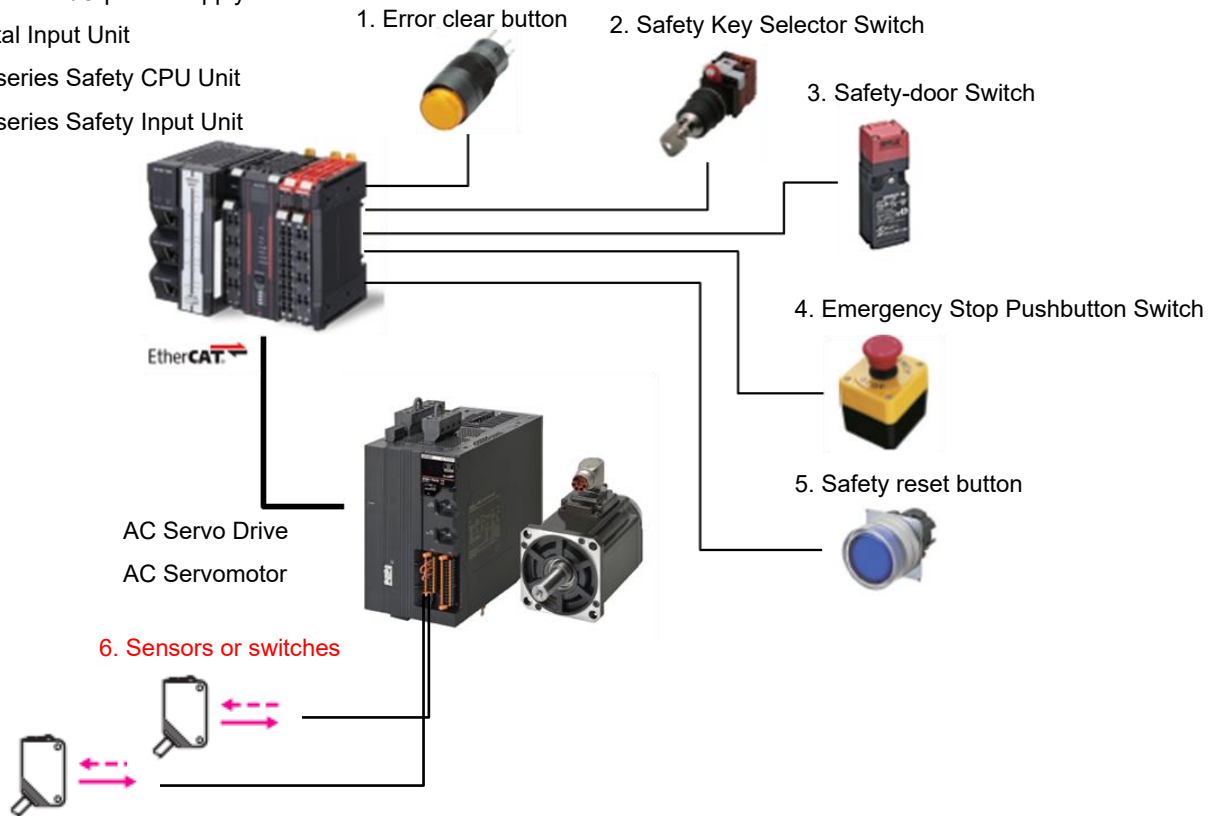 tal Input Unit
series Safety CPU Unit
series Safety Input Unit
1. Error clear button
2. Safety Key Selector Switch
3. Safety-door Switch
4. Emergency Stop Pushbutton Switch
EtherCAT
5. Safety reset button
AC Servo Drive
AC Servomotor
6. Sensors or switches